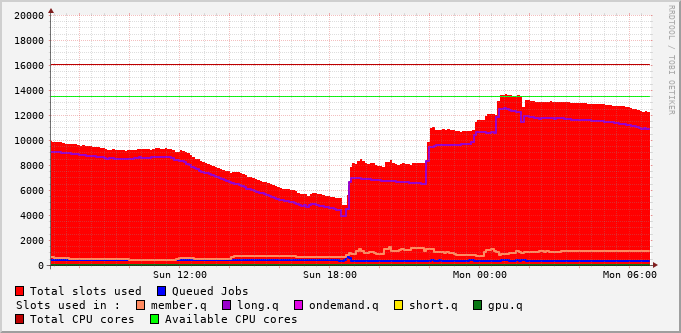 20000
18000
16000
14000
12000
10000
8000
6000
4000
2000
0
Sun 12:00 Sun 18:00 Mon 00:00 Mon 06:00
RRDTOOL / TOBI OETIKER
Total slots used Queued Jobs
Slots used in : member.q long.q ondemand.q short.q gpu.q
Total CPU cores Available CPU cores